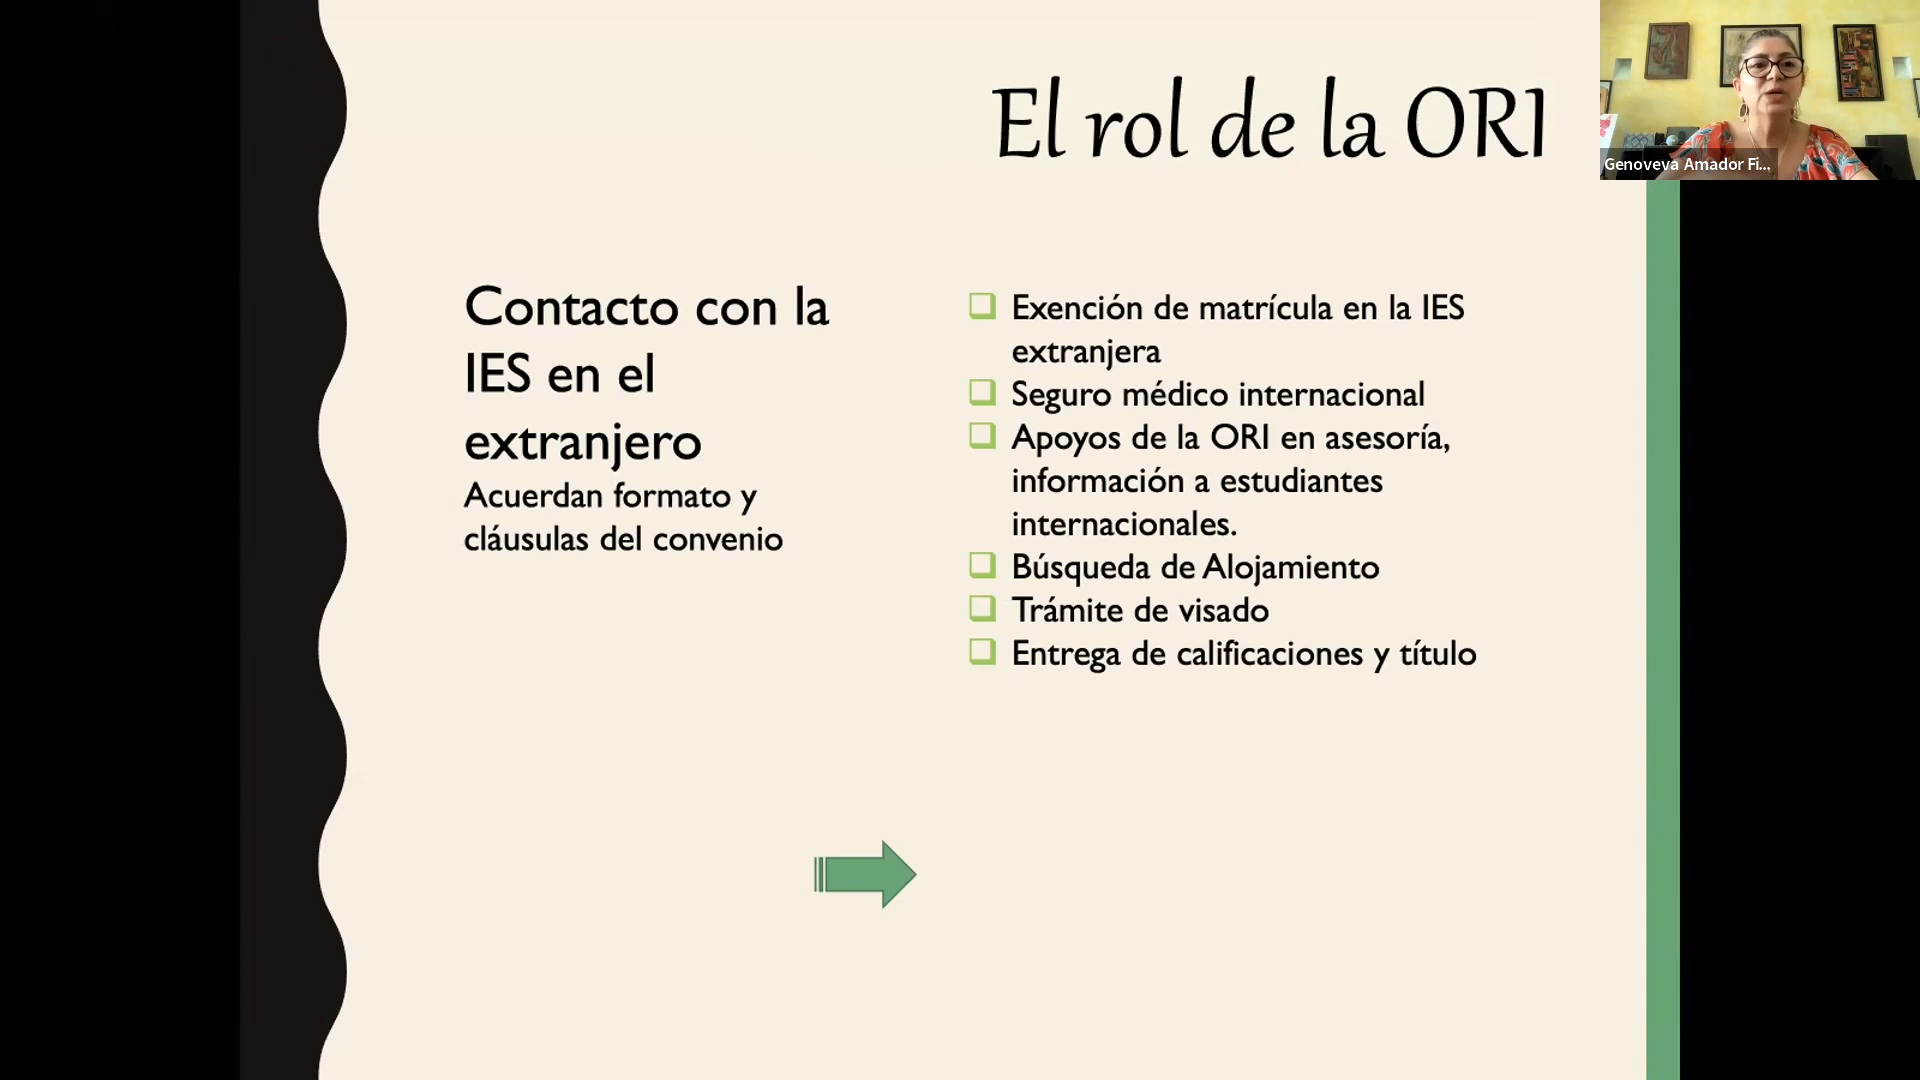 El rol de la ORI
Genoveva Amador Fi...
Contacto con la
IES en el
extranjero
Acuerdan formato y
cláusulas del convenio
Exención de matrícula en la IES
extranjera
Seguro médico internacional
Apoyos de la ORI en asesoría,
información a estudiantes
internacionales.
Búsqueda de Alojamiento
Trámite de visado
Entrega de calificaciones y título